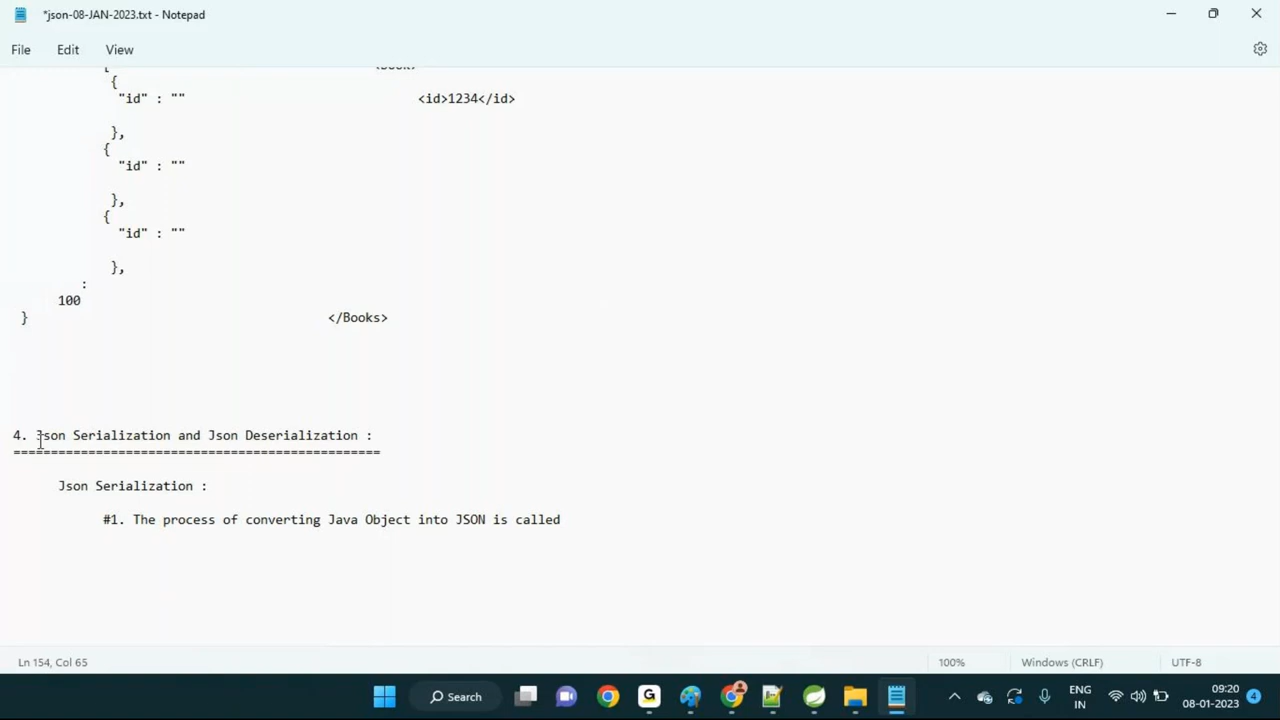 *json-08-JAN-2023.txt - Notepad
File Edit View
{
"id" : "" <id>1234</id>
},
{
"id" : ""
},
{
"id" : ""
},
:
100
} </Books>
4. Json Serialization and Json Deserialization :
=================================================
Json Serialization :
#1. The process of converting Java Object into JSON is called
Ln 154, Col 65 100% Windows (CRLF) UTF-8
Search
ENG
IN
09:20
08-01-2023
4